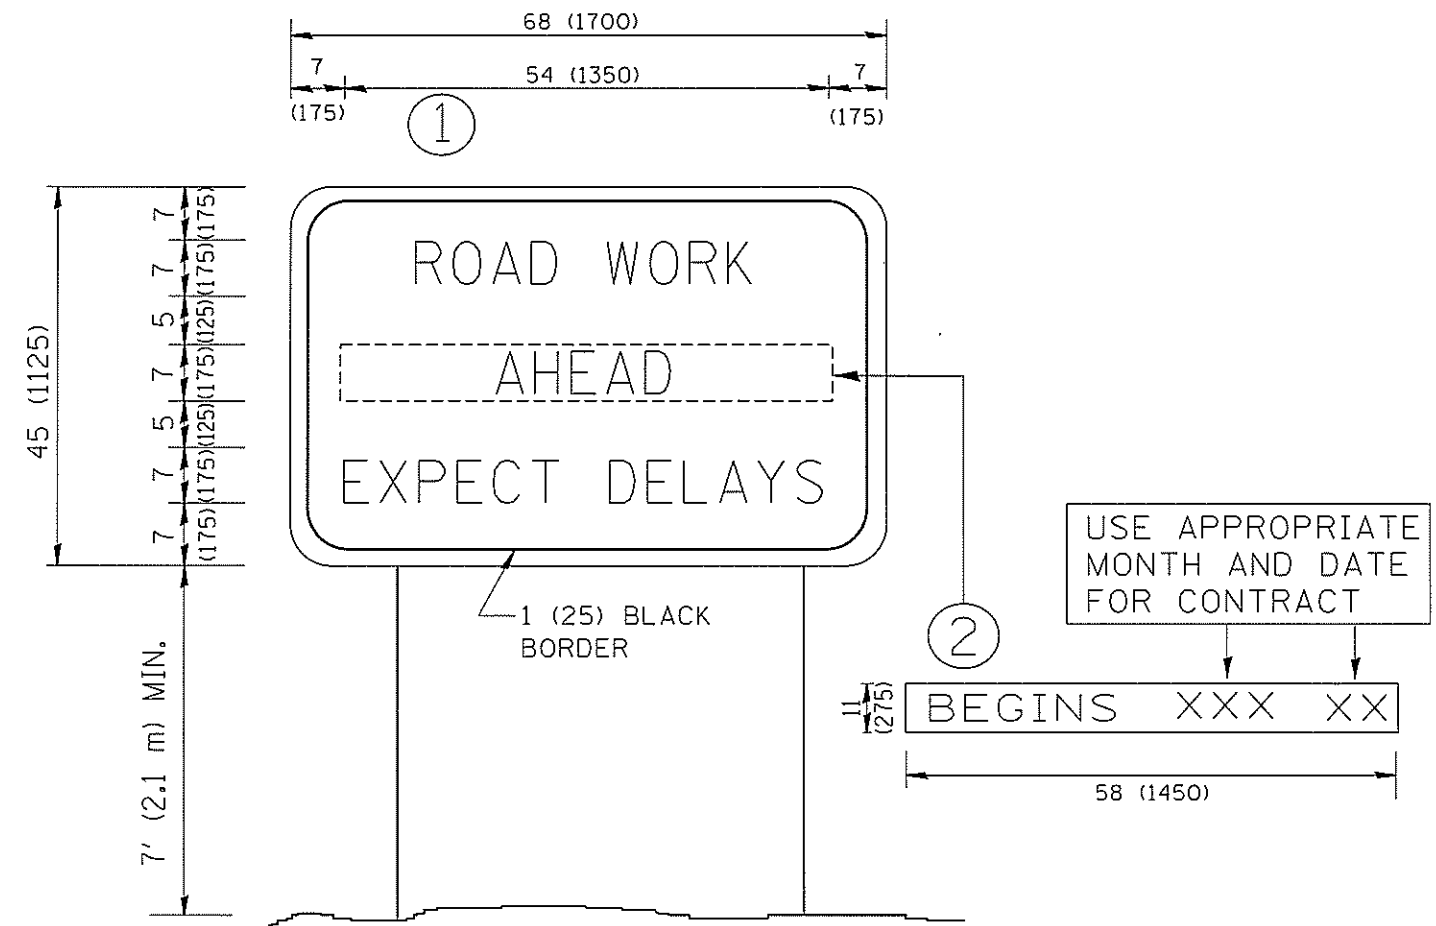 68 (1700)
7 54 (1350) 7
(175) (175)
1
45 (1125)
7 (175)
7 (175)
5 (125)
7 (175)
5 (125)
7 (175)
7 (175)
ROAD WORK
AHEAD
EXPECT DELAYS
1 (25) BLACK
BORDER
7' (2.1 m) MIN.
USE APPROPRIATE
MONTH AND DATE
FOR CONTRACT
2
11
(275)
BEGINS XXX XX
58 (1450)